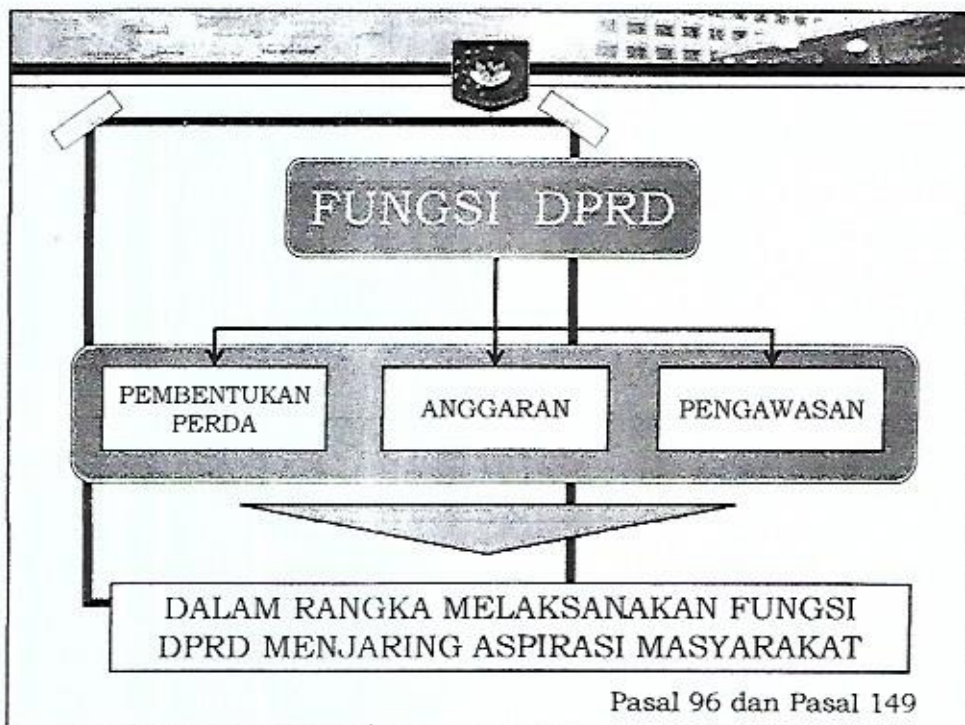 FUNGSI DPRD
PEMBENTUKAN
PERDA
ANGGARAN
PENGAWASAN
DALAM RANGKA MELAKSANAKAN FUNGSI
DPRD MENJARING ASPIRASI MASYARAKAT
Pasal 96 dan Pasal 149